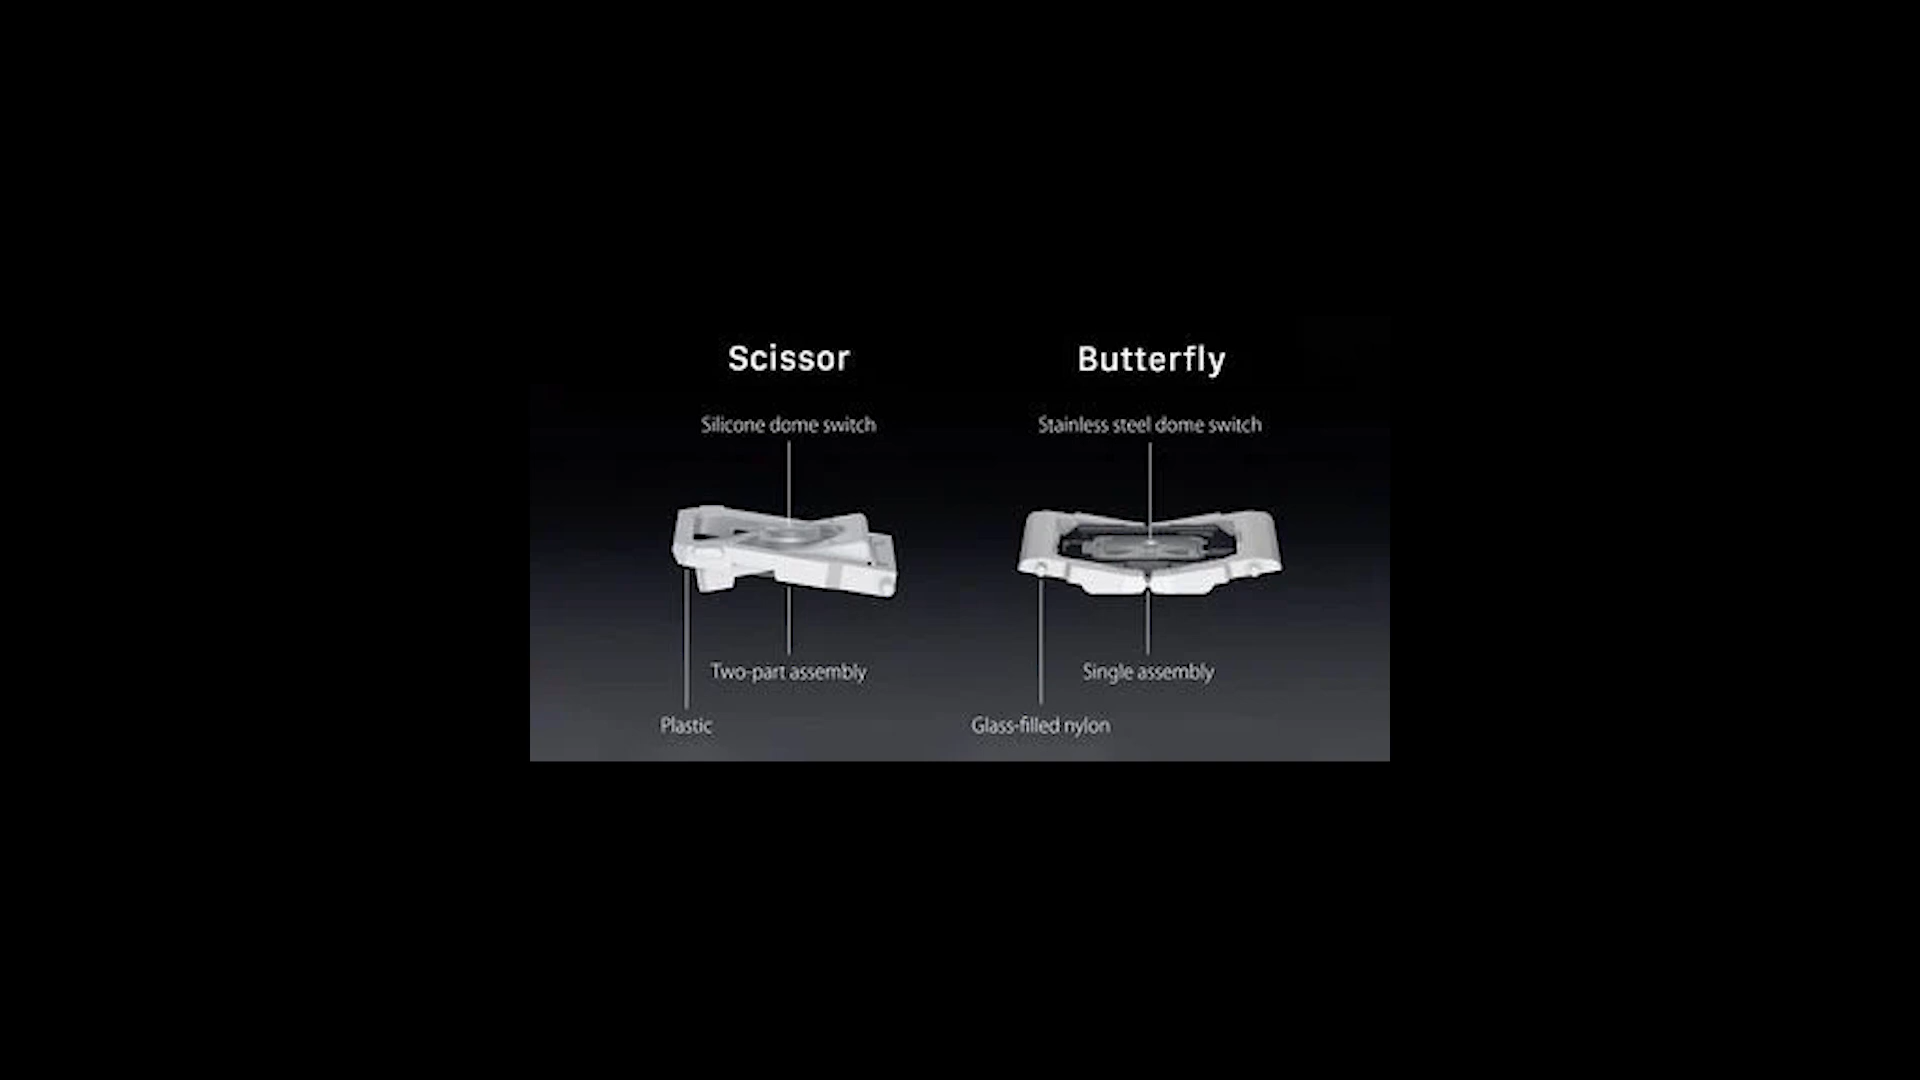 Scissor
Butterfly
Silicone dome switch
Stainless steel dome switch
Two-part assembly
Single assembly
Plastic
Glass-filled nylon